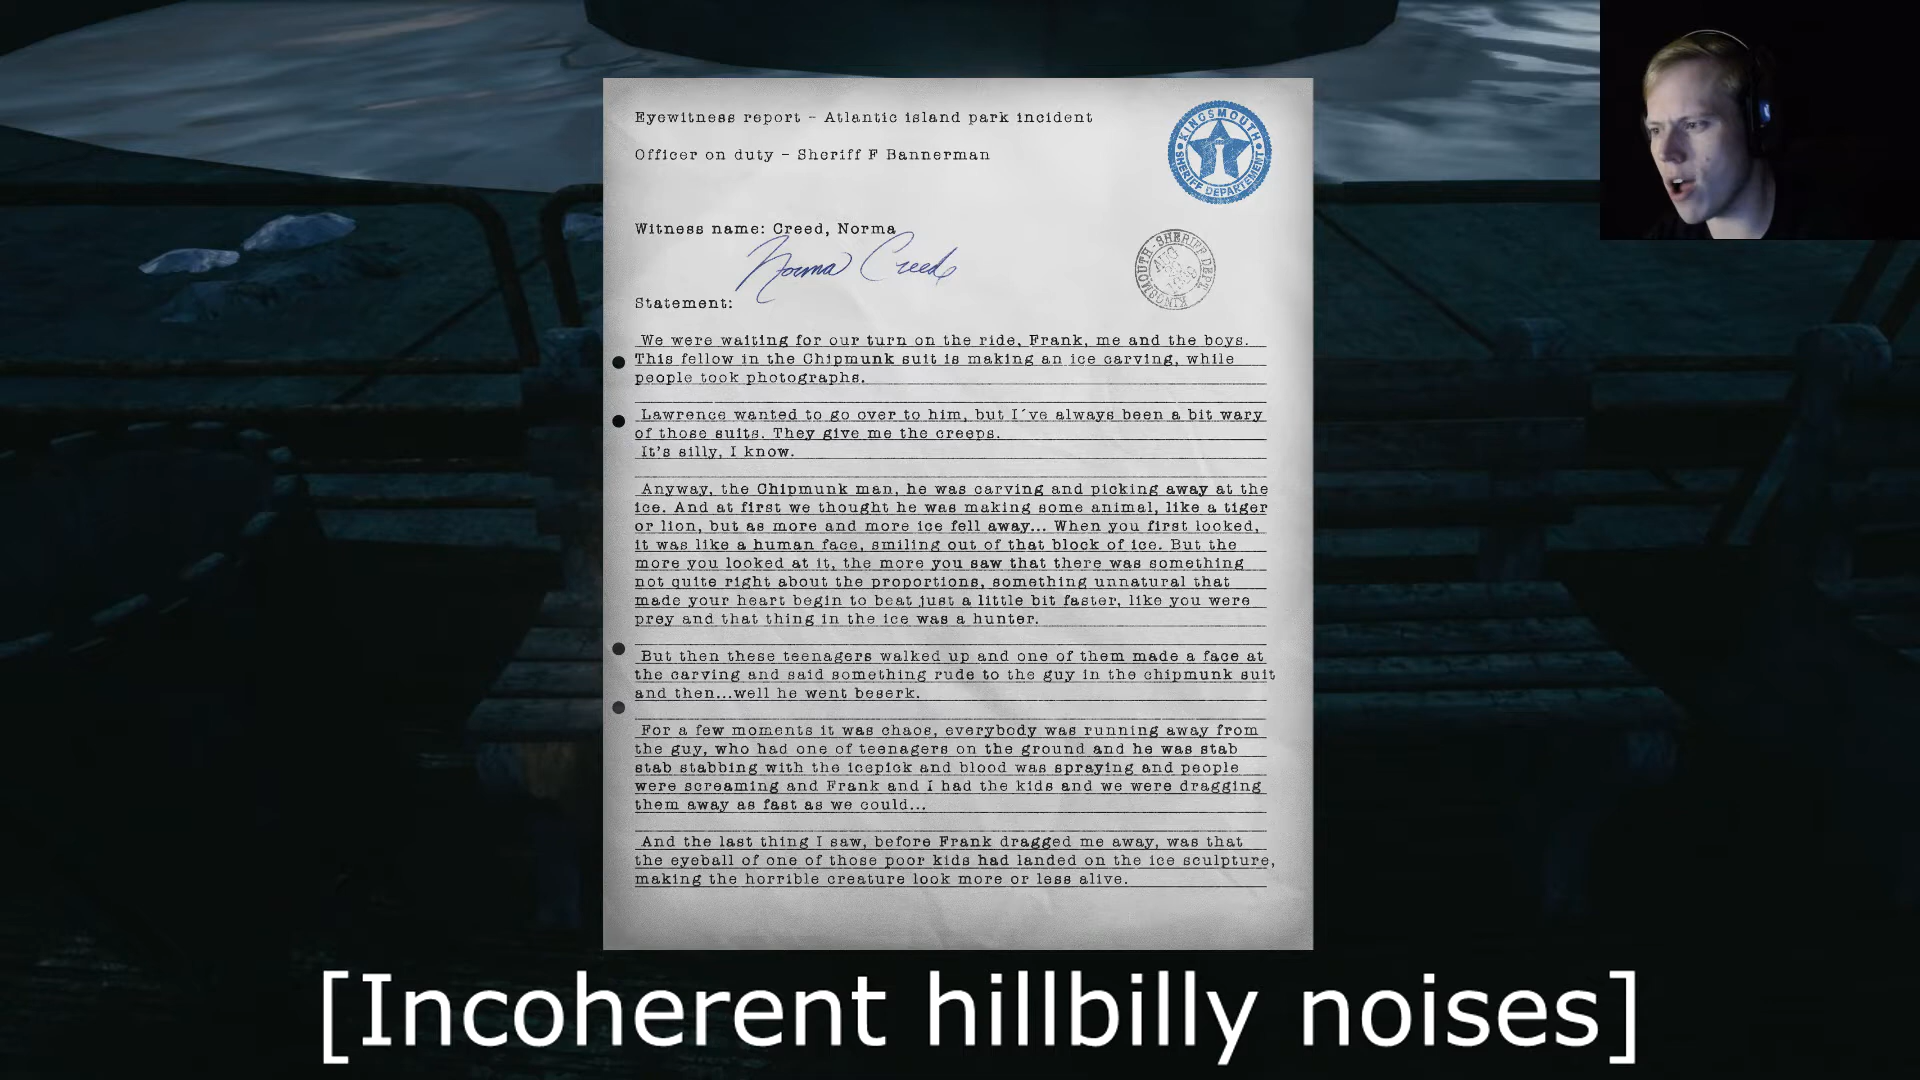 Eyewitness report - Atlantic island park incident
Officer on duty - Sheriff F Bannerman
KINGSMOUTH
SHERIFF DEPARTEMENT
Witness name: Creed, Norma
Norma Creed
KINGSMOUTH - SHERIFF DEPT
AUG
Statement:
We were waiting for our turn on the ride, Frank, me and the boys.
This fellow in the Chipmunk suit is making an ice carving, while
people took photographs.
Lawrence wanted to go over to him, but I´ve always been a bit wary
of those suits. They give me the creeps.
It's silly, I know.
Anyway, the Chipmunk man, he was carving and picking away at the
ice. And at first we thought he was making some animal, like a tiger
or lion, but as more and more ice fell away... When you first looked,
it was like a human face, smiling out of that block of ice. But the
more you looked at it, the more you saw that there was something
not quite right about the proportions, something unnatural that
made your heart begin to beat just a little bit faster, like you were
prey and that thing in the ice was a hunter.
But then these teenagers walked up and one of them made a face at
the carving and said something rude to the guy in the chipmunk suit
and then...well he went beserk.
For a few moments it was chaos, everybody was running away from
the guy, who had one of teenagers on the ground and he was stab
stab stabbing with the icepick and blood was spraying and people
were screaming and Frank and I had the kids and we were dragging
them away as fast as we could...
And the last thing I saw, before Frank dragged me away, was that
the eyeball of one of those poor kids had landed on the ice sculpture,
making the horrible creature look more or less alive.
[Incoherent hillbilly noises]